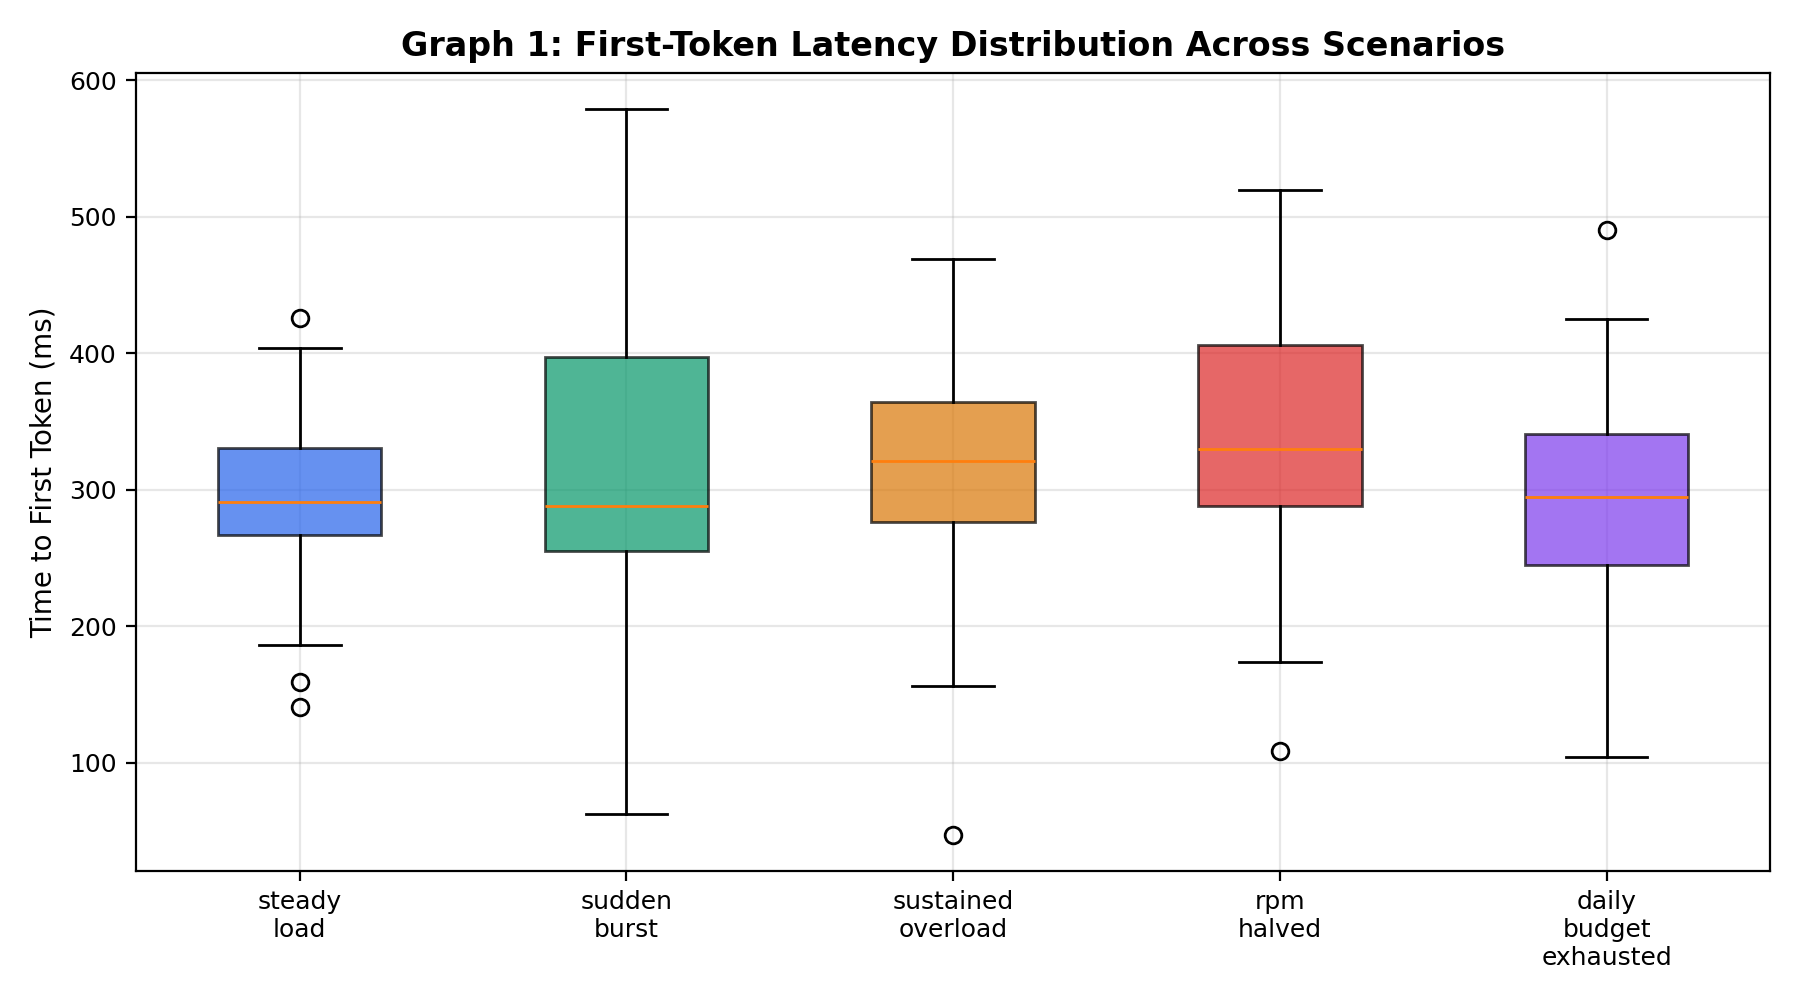 Graph 1: First-Token Latency Distribution Across Scenarios
Time to First Token (ms)
600
500
400
300
200
100
steady
load
sudden
burst
sustained
overload
rpm
halved
daily
budget
exhausted